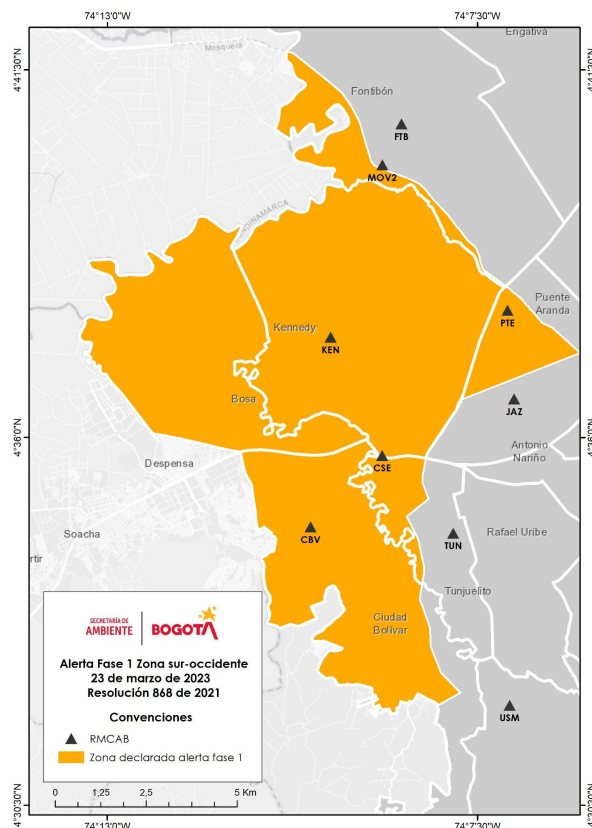 74°13'0"W 74°7'30"W
4°41'30"N 4°41'30"N
Engativá
Mosquera
Fontibón
FTB
MOV2
Puente
Aranda
PTE
Kennedy
KEN
Bosa
JAZ
4°36'0"N 4°36'0"N
Antonio
Nariño
Despensa
CSE
Soacha
CBV
TUN
Rafael Uribe
Tunjuelito
Ciudad
Bolívar
USM
SECRETARÍA DE
AMBIENTE
BOGOTÁ
Alerta Fase 1 Zona sur-occidente
23 de marzo de 2023
Resolución 868 de 2021
Convenciones
RMCAB
Zona declarada alerta fase 1
0 1,25 2,5 5 Km
4°30'30"N 4°30'30"N
74°13'0"W 74°7'30"W